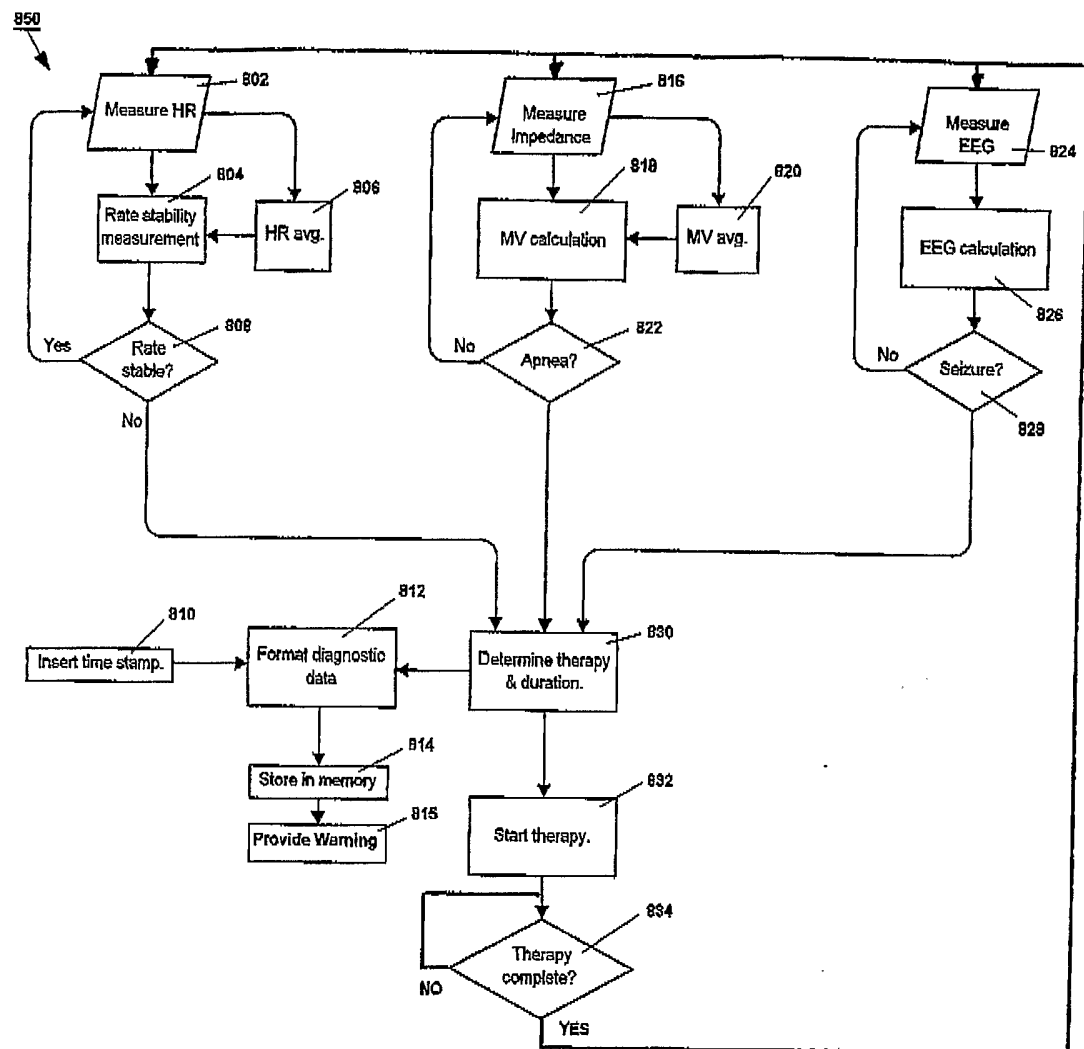 850
802
Measure HR
816
Measure
Impedance
Measure
EEG
824
804
Rate stability
measurement
806
HR avg.
818
MV calculation
820
MV avg.
EEG calculation
826
808
Yes
Rate
stable?
No
822
No
Apnea?
No
Seizure?
828
810
Insert time stamp.
812
Format diagnostic
data
830
Determine therapy
& duration.
814
Store in memory
815
Provide Warning
832
Start therapy.
834
Therapy
complete?
NO
YES